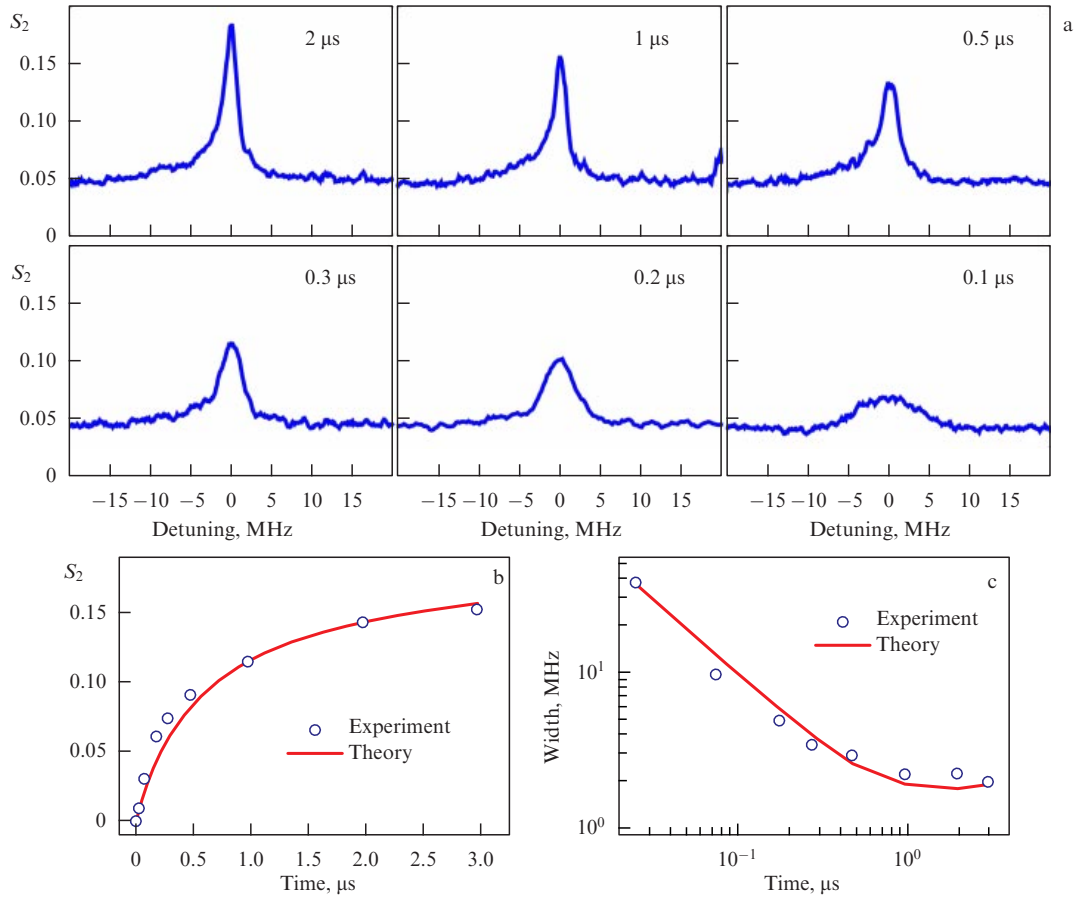 S₂ 2 µs 1 µs 0.5 µs a
0.15
0.10
0.05
0
S₂ 0.3 µs 0.2 µs 0.1 µs
0.15
0.10
0.05
0
−15 −10 −5 0 5 10 15 −15 −10 −5 0 5 10 15 −15 −10 −5 0 5 10 15
Detuning, MHz Detuning, MHz Detuning, MHz
S₂ b
0.15
0.10
0.05
0
Experiment
Theory
0 0.5 1.0 1.5 2.0 2.5 3.0
Time, µs
c
Experiment
Theory
Width, MHz
10¹
10⁰
10⁻¹ 10⁰
Time, µs